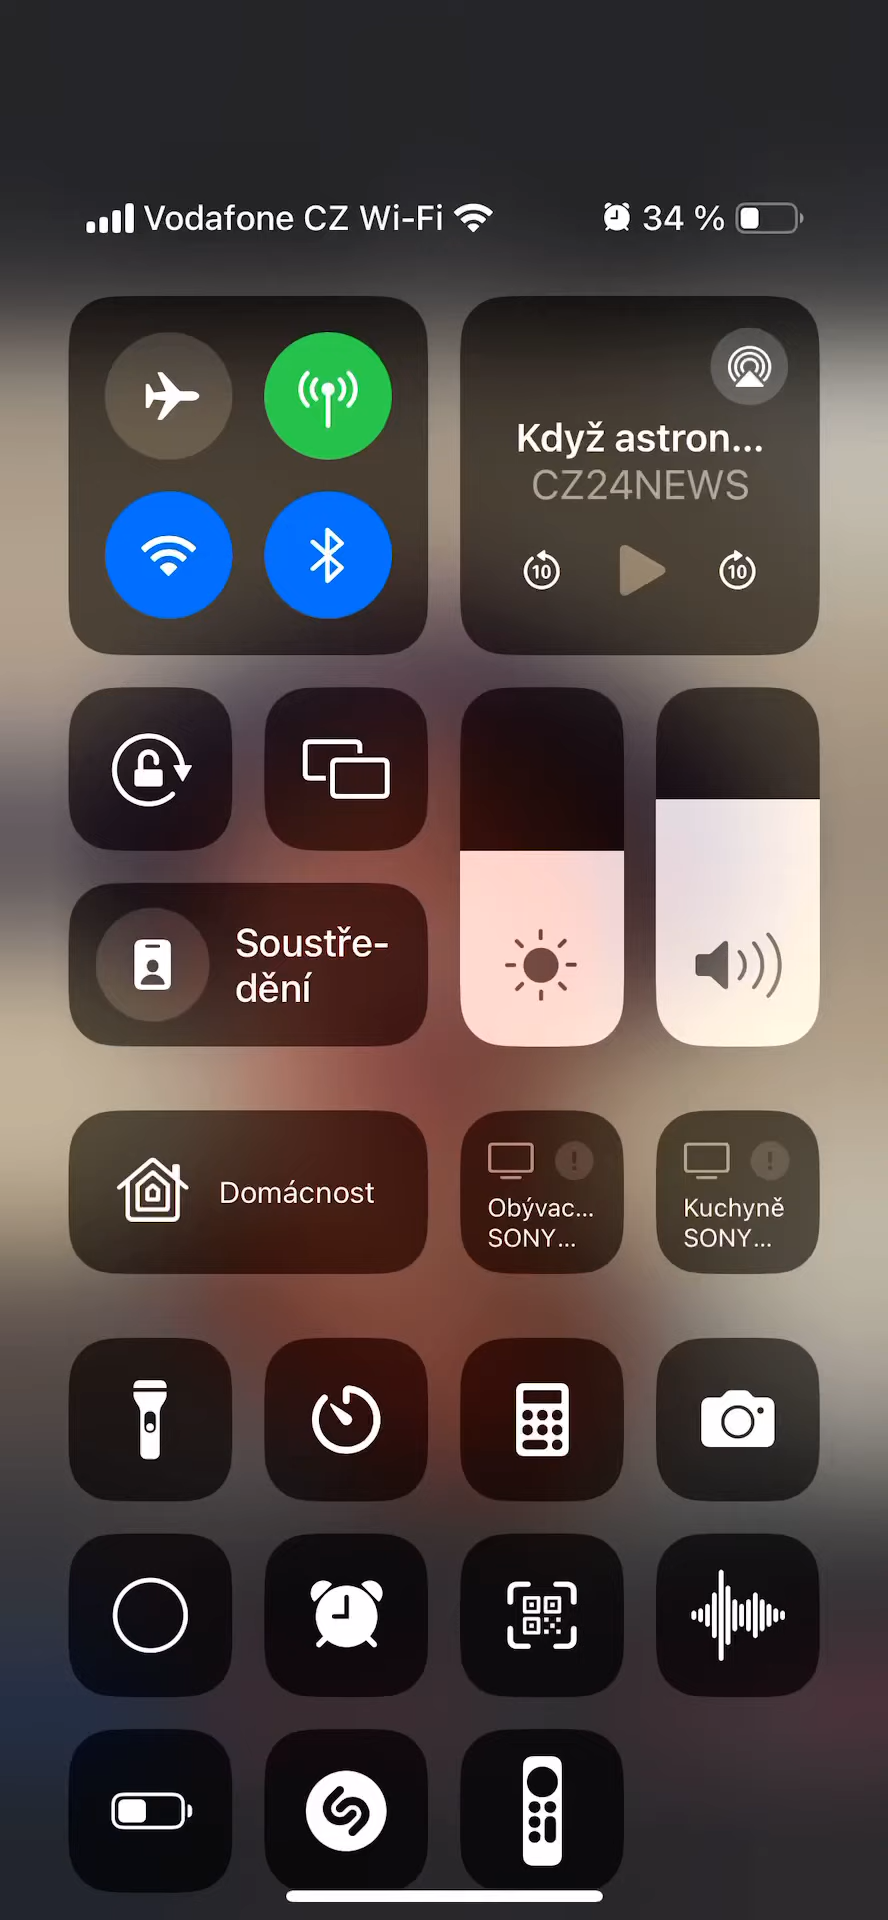 Vodafone CZ Wi-Fi 34 %
Když astron...
CZ24NEWS
10 10
Soustře-
dění
Domácnost
Obývac...
SONY...
Kuchyně
SONY...